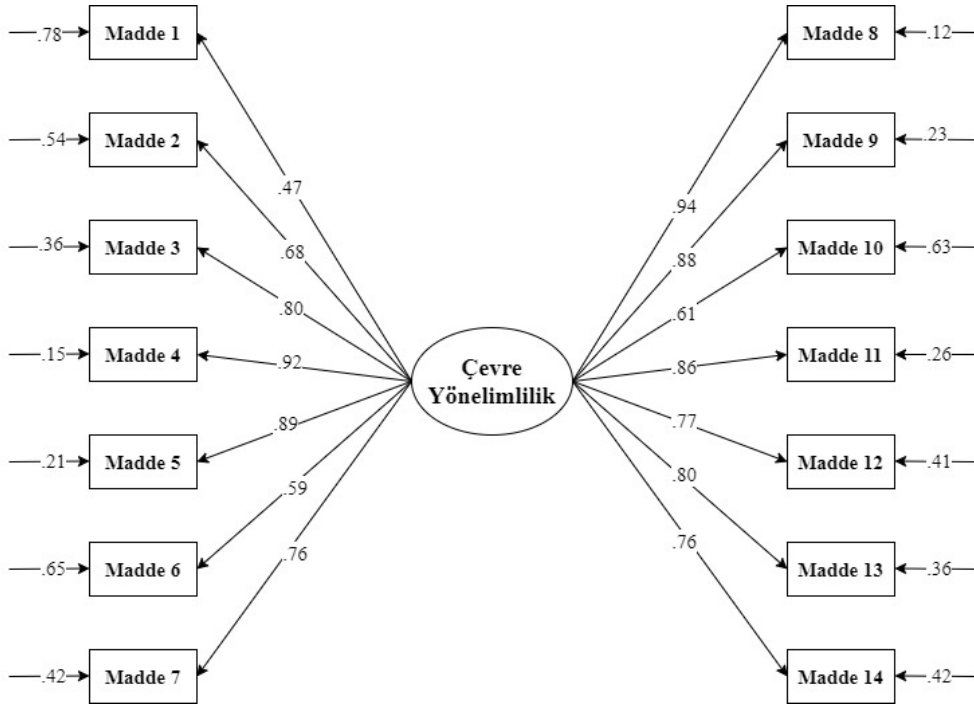 .78
Madde 1
.47
.54
Madde 2
.68
.36
Madde 3
.80
.15
Madde 4
.92
.21
Madde 5
.89
.65
Madde 6
.59
.42
Madde 7
.76
Çevre
Yönelimlilik
.94
Madde 8
.12
.88
Madde 9
.23
.61
Madde 10
.63
.86
Madde 11
.26
.77
Madde 12
.41
.80
Madde 13
.36
.76
Madde 14
.42